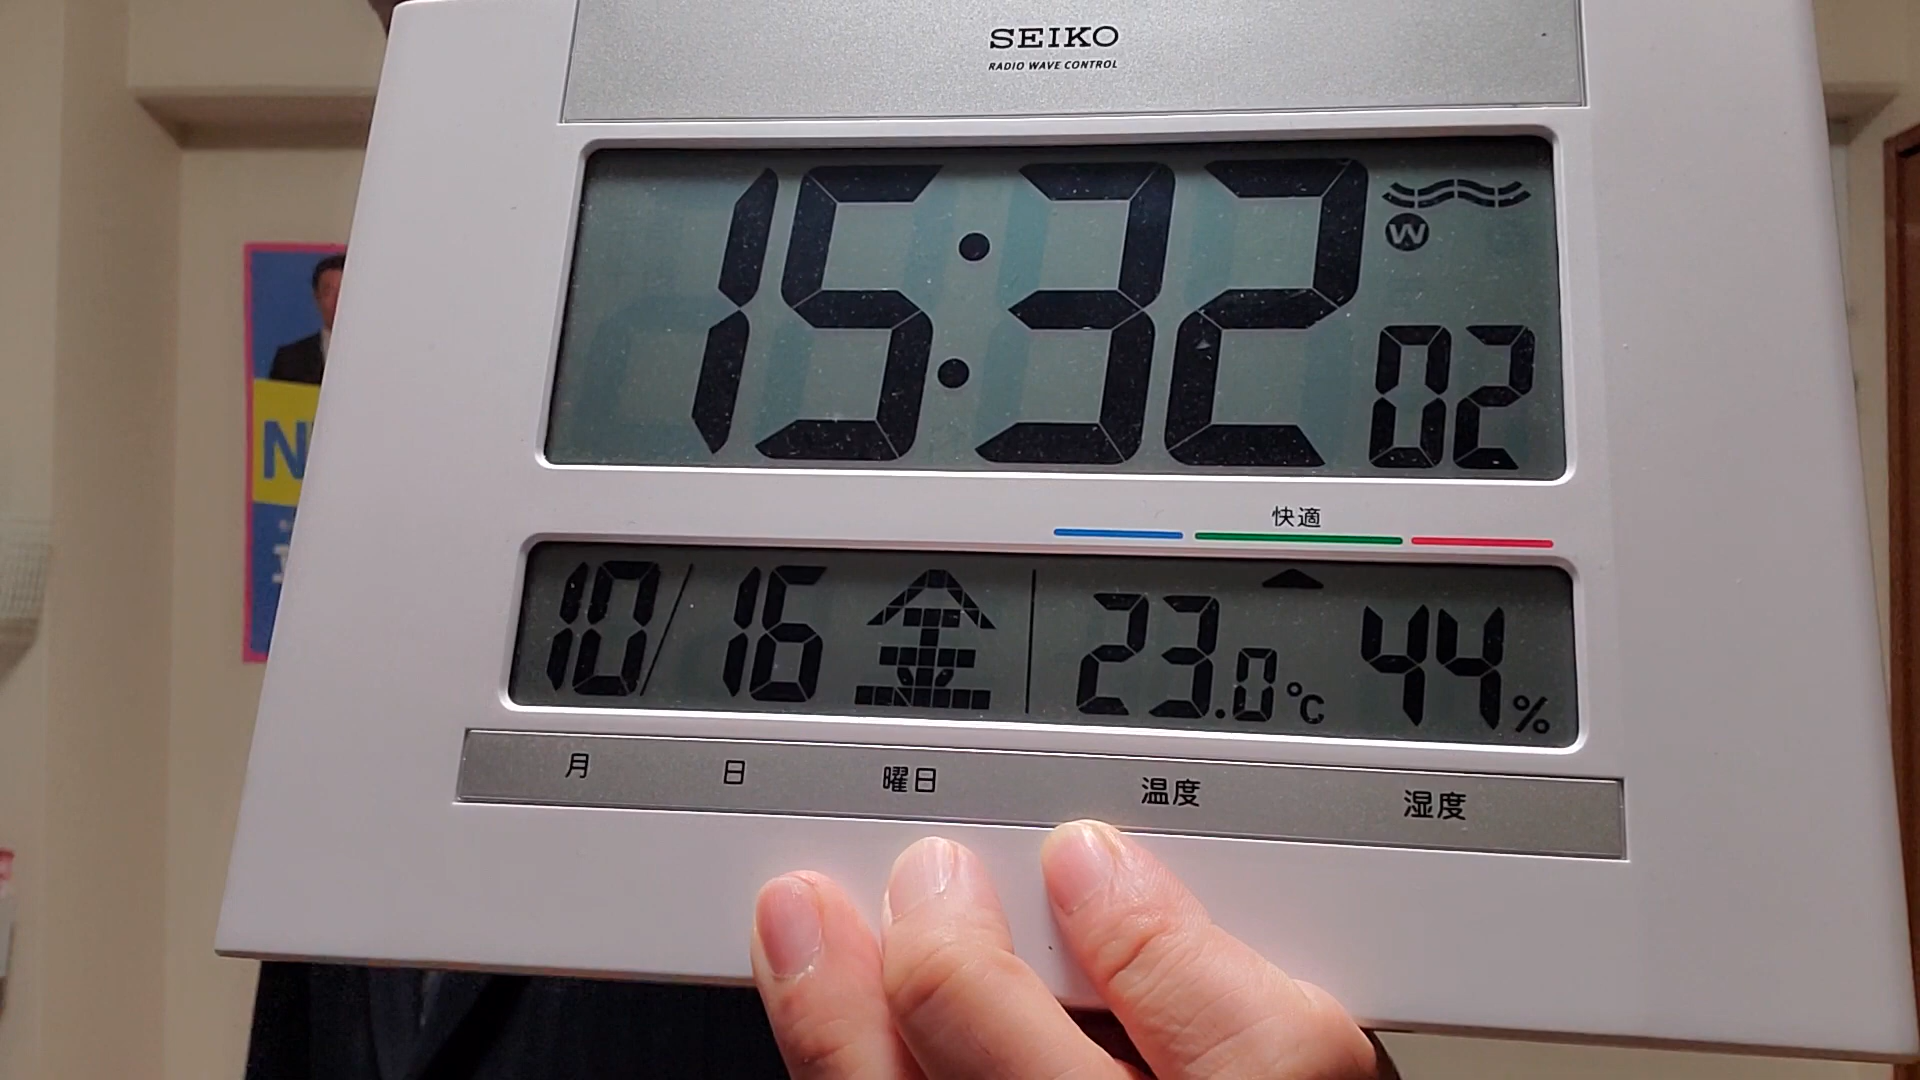 SEIKO
RADIO WAVE CONTROL
15:32 02
W
快適
10/16 金 23.0℃ 44%
月 日 曜日 温度 湿度
N